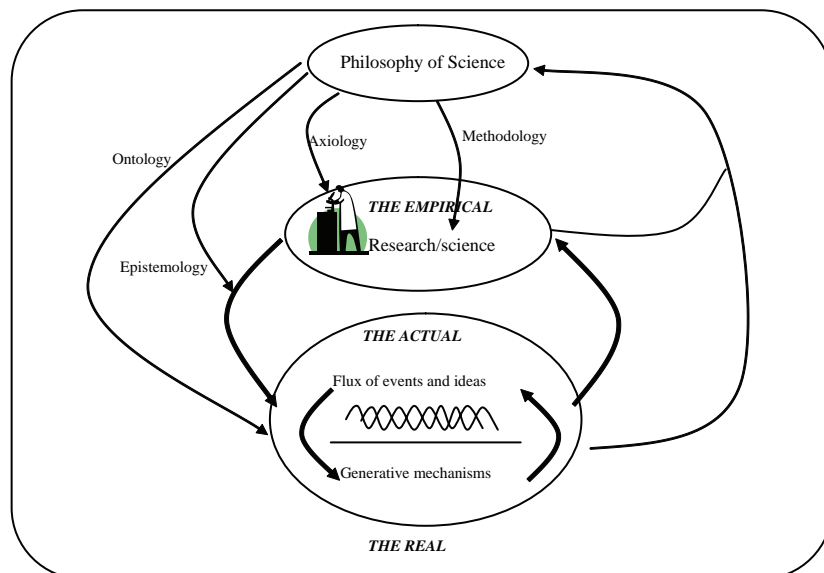 Philosophy of Science
Axiology
Methodology
Ontology
THE EMPIRICAL
Research/science
Epistemology
THE ACTUAL
Flux of events and ideas
Generative mechanisms
THE REAL